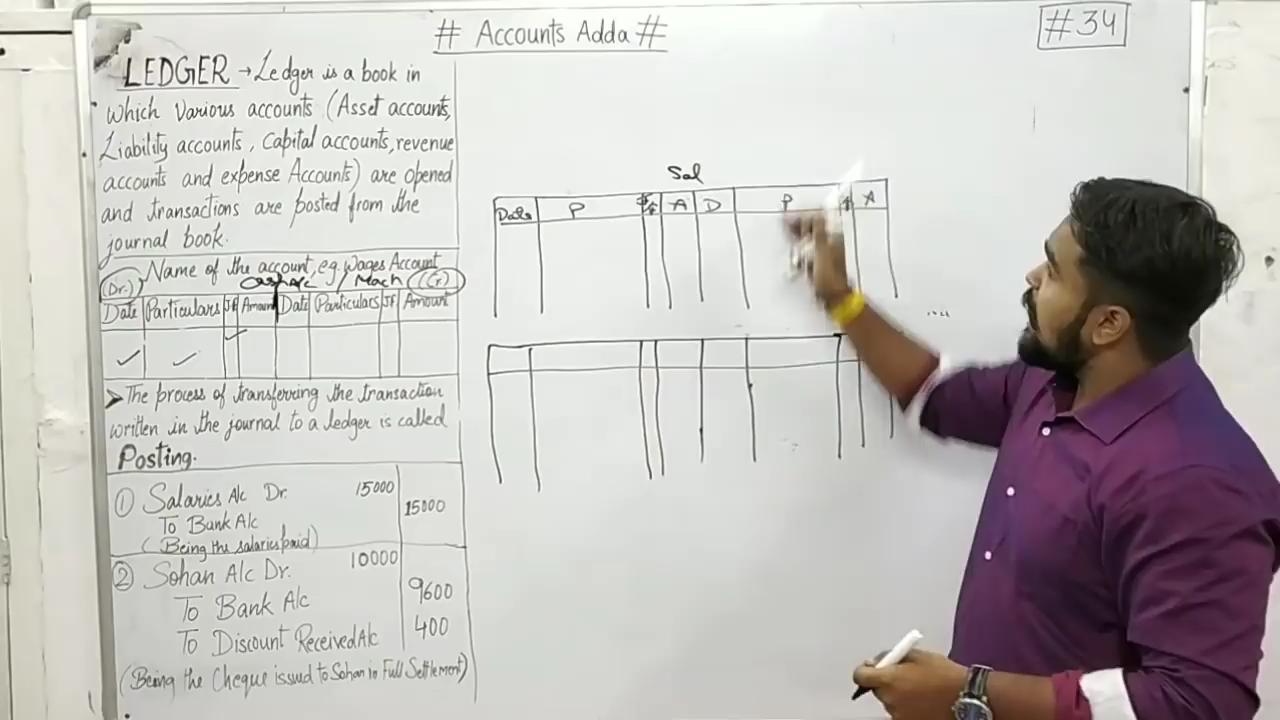 # Accounts Adda #
#34
LEDGER → Ledger is a book in
which various accounts (Asset accounts,
Liability accounts, Capital accounts, revenue
accounts and expense Accounts) are opened
and transactions are posted from the
journal book.
Name of the account, e.g. Wages Account
(Dr.) Cash A/c / Mach (Cr)
Date Particulars JF Amount Date Particulars JF Amount
➤ The process of transferring the transaction
written in the journal to a ledger is called
Posting.
① Salaries A/c Dr. 15000
To Bank A/c 15000
(Being the salaries paid)
② Sohan A/c Dr. 10000
To Bank A/c 9600
To Discount Received A/c 400
(Being the Cheque issued to Sohan in Full Settlement)
Sal
Date P A D P A